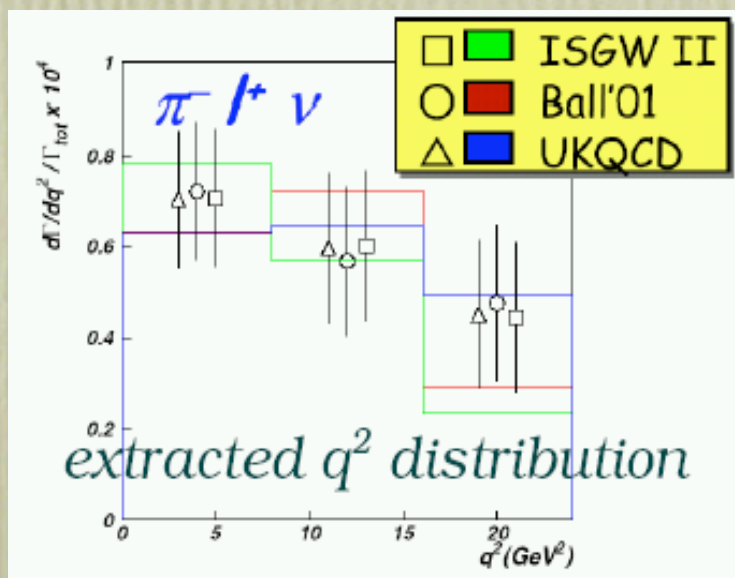 ISGW II
Ball'01
UKQCD
π⁻ l⁺ ν
dΓ/dq²/Γtot x 10⁴
1
0.8
0.6
0.4
0.2
0
extracted q² distribution
0 5 10 15 20
q²(GeV²)